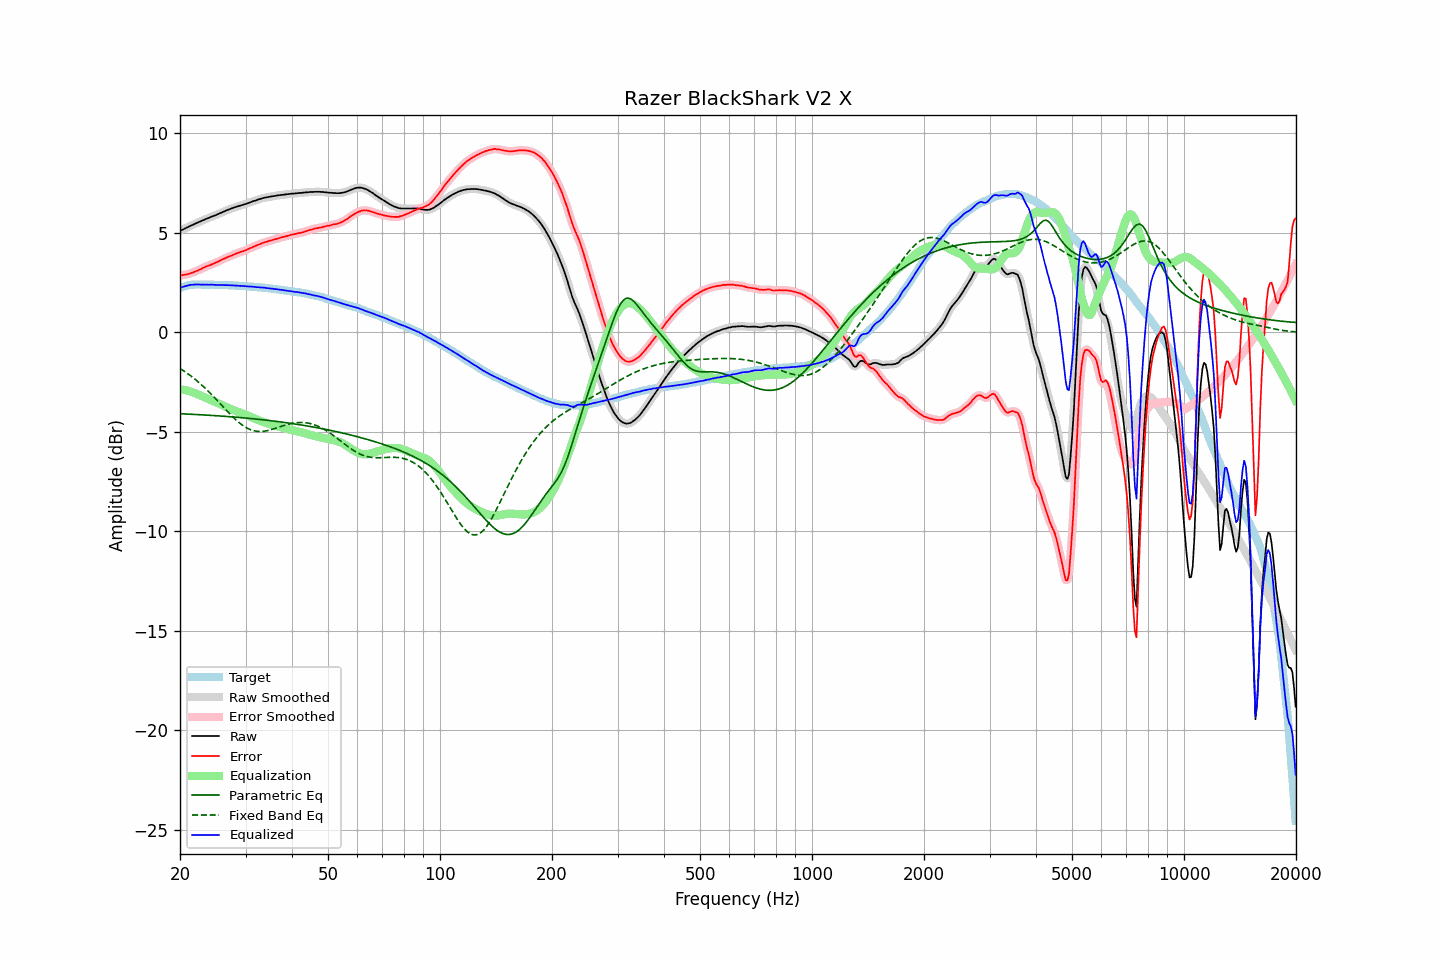 Razer BlackShark V2 X
Amplitude (dBr)
10
5
0
−5
−10
−15
−20
−25
Target
Raw Smoothed
Error Smoothed
Raw
Error
Equalization
Parametric Eq
Fixed Band Eq
Equalized
20 50 100 200 500 1000 2000 5000 10000 20000
Frequency (Hz)